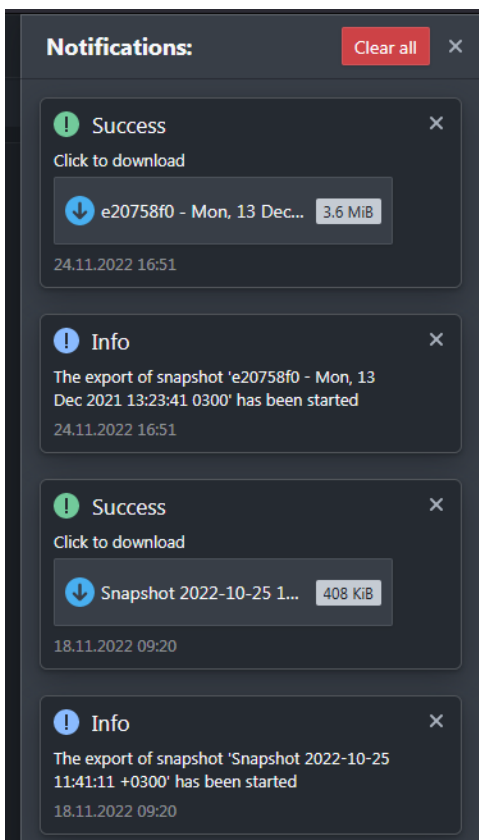 Notifications:
Clear all
Success
Click to download
e20758f0 - Mon, 13 Dec... 3.6 MiB
24.11.2022 16:51
Info
The export of snapshot 'e20758f0 - Mon, 13
Dec 2021 13:23:41 0300' has been started
24.11.2022 16:51
Success
Click to download
Snapshot 2022-10-25 1... 408 KiB
18.11.2022 09:20
Info
The export of snapshot 'Snapshot 2022-10-25
11:41:11 +0300' has been started
18.11.2022 09:20